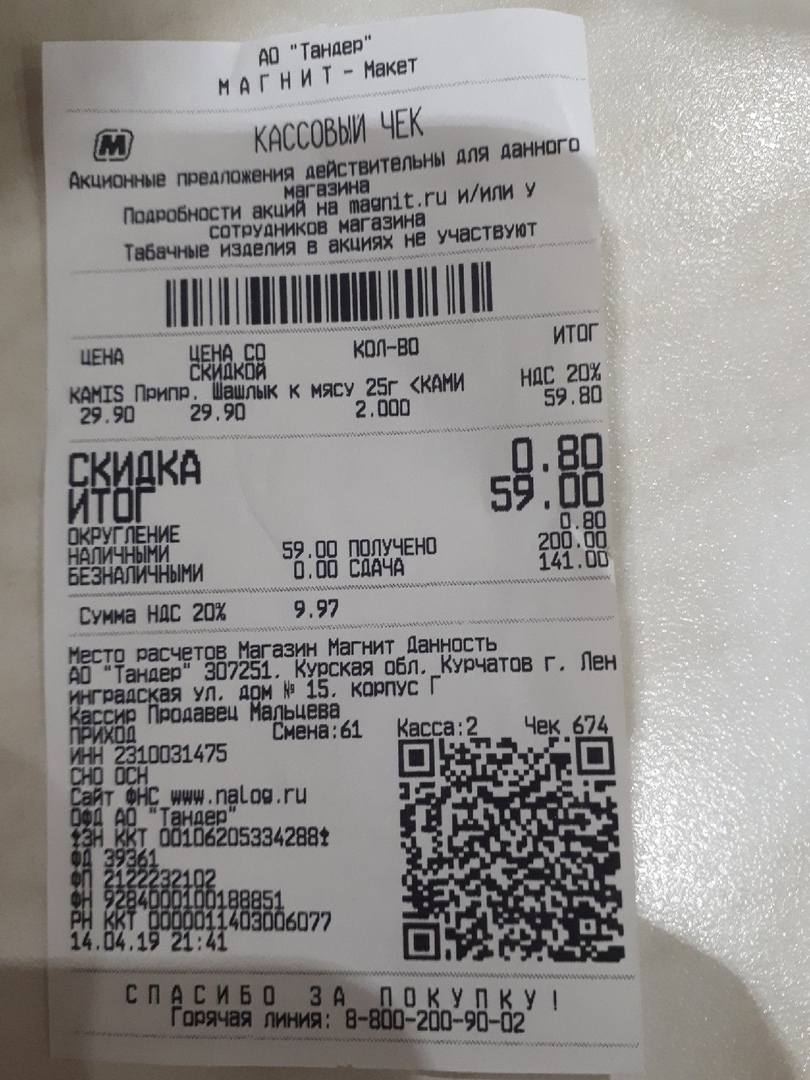 АО "Тандер"
МАГНИТ - Макет
М
КАССОВЫЙ ЧЕК
Акционные предложения действительны для данного
магазина
Подробности акций на magnit.ru и/или у
сотрудников магазина
Табачные изделия в акциях не участвуют
ЦЕНА ЦЕНА СО СКИДКОЙ КОЛ-ВО ИТОГ
KAMIS Припр. Шашлык к мясу 25г <КАМИ НДС 20%
29.90 29.90 2.000 59.80
СКИДКА 0.80
ИТОГ 59.00
ОКРУГЛЕНИЕ 0.80
НАЛИЧНЫМИ 59.00 ПОЛУЧЕНО 200.00
БЕЗНАЛИЧНЫМИ 0.00 СДАЧА 141.00
Сумма НДС 20% 9.97
Место расчетов Магазин Магнит Данность
АО "Тандер" 307251, Курская обл, Курчатов г, Лен
инградская ул, дом № 15, корпус Г
Кассир Продавец Мальцева
ПРИХОД Смена:61 Касса:2 Чек 674
ИНН 2310031475
СНО ОСН
Сайт ФНС www.nalog.ru
ОФД АО "Тандер"
ЗН ККТ 00106205334288
ФД 39361
ФП 2122232102
ФН 9284000100188851
РН ККТ 0000011403006077
14.04.19 21:41
СПАСИБО ЗА ПОКУПКУ!
Горячая линия: 8-800-200-90-02